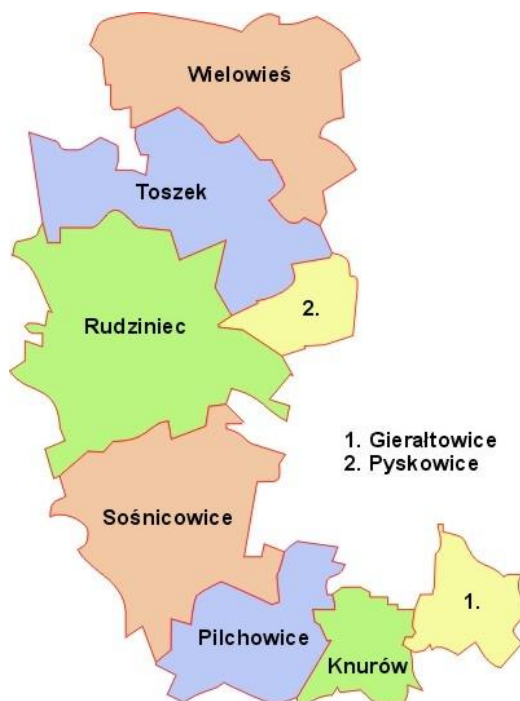 Wielowieś
Toszek
2.
Rudziniec
1. Gierałtowice
2. Pyskowice
Sośnicowice
1.
Pilchowice
Knurów